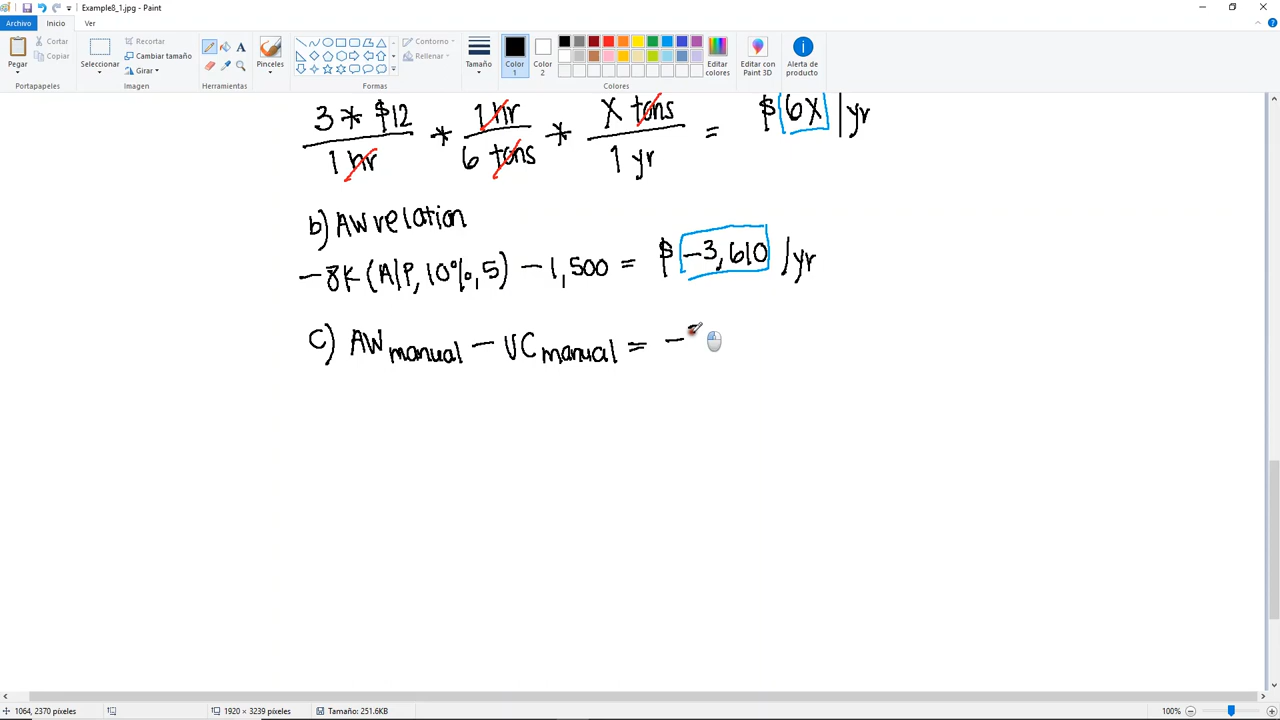 Example8_1.jpg - Paint
Archivo Inicio Ver
Pegar
Cortar
Copiar
Portapapeles
Seleccionar
Recortar
Cambiar tamaño
Girar
Imagen
A
Herramientas
Pinceles
Contorno
Rellenar
Formas
Tamaño
Color 1
Color 2
Editar colores
Colores
Editar con Paint 3D
Alerta de producto
3 * $12 / 1 hr * 1 hr / 6 tons * X tons / 1 yr = $ 6X / yr
b) AW relation
-8K (A/P, 10%, 5) - 1,500 = $ -3,610 / yr
c) AW manual - VC manual = -
1064, 2370 píxeles 1920 × 3239 píxeles Tamaño: 251.6KB 100%